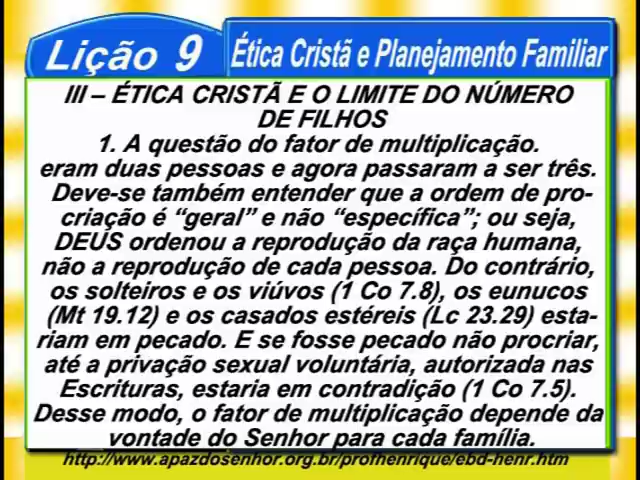 Lição 9
Ética Cristã e Planejamento Familiar
III – ÉTICA CRISTÃ E O LIMITE DO NÚMERO
DE FILHOS
1. A questão do fator de multiplicação.
eram duas pessoas e agora passaram a ser três.
Deve-se também entender que a ordem de pro-
criação é “geral” e não “específica”; ou seja,
DEUS ordenou a reprodução da raça humana,
não a reprodução de cada pessoa. Do contrário,
os solteiros e os viúvos (1 Co 7.8), os eunucos
(Mt 19.12) e os casados estéreis (Lc 23.29) esta-
riam em pecado. E se fosse pecado não procriar,
até a privação sexual voluntária, autorizada nas
Escrituras, estaria em contradição (1 Co 7.5).
Desse modo, o fator de multiplicação depende da
vontade do Senhor para cada família.
http://www.apazdosenhor.org.br/profhenrique/ebd-henr.htm